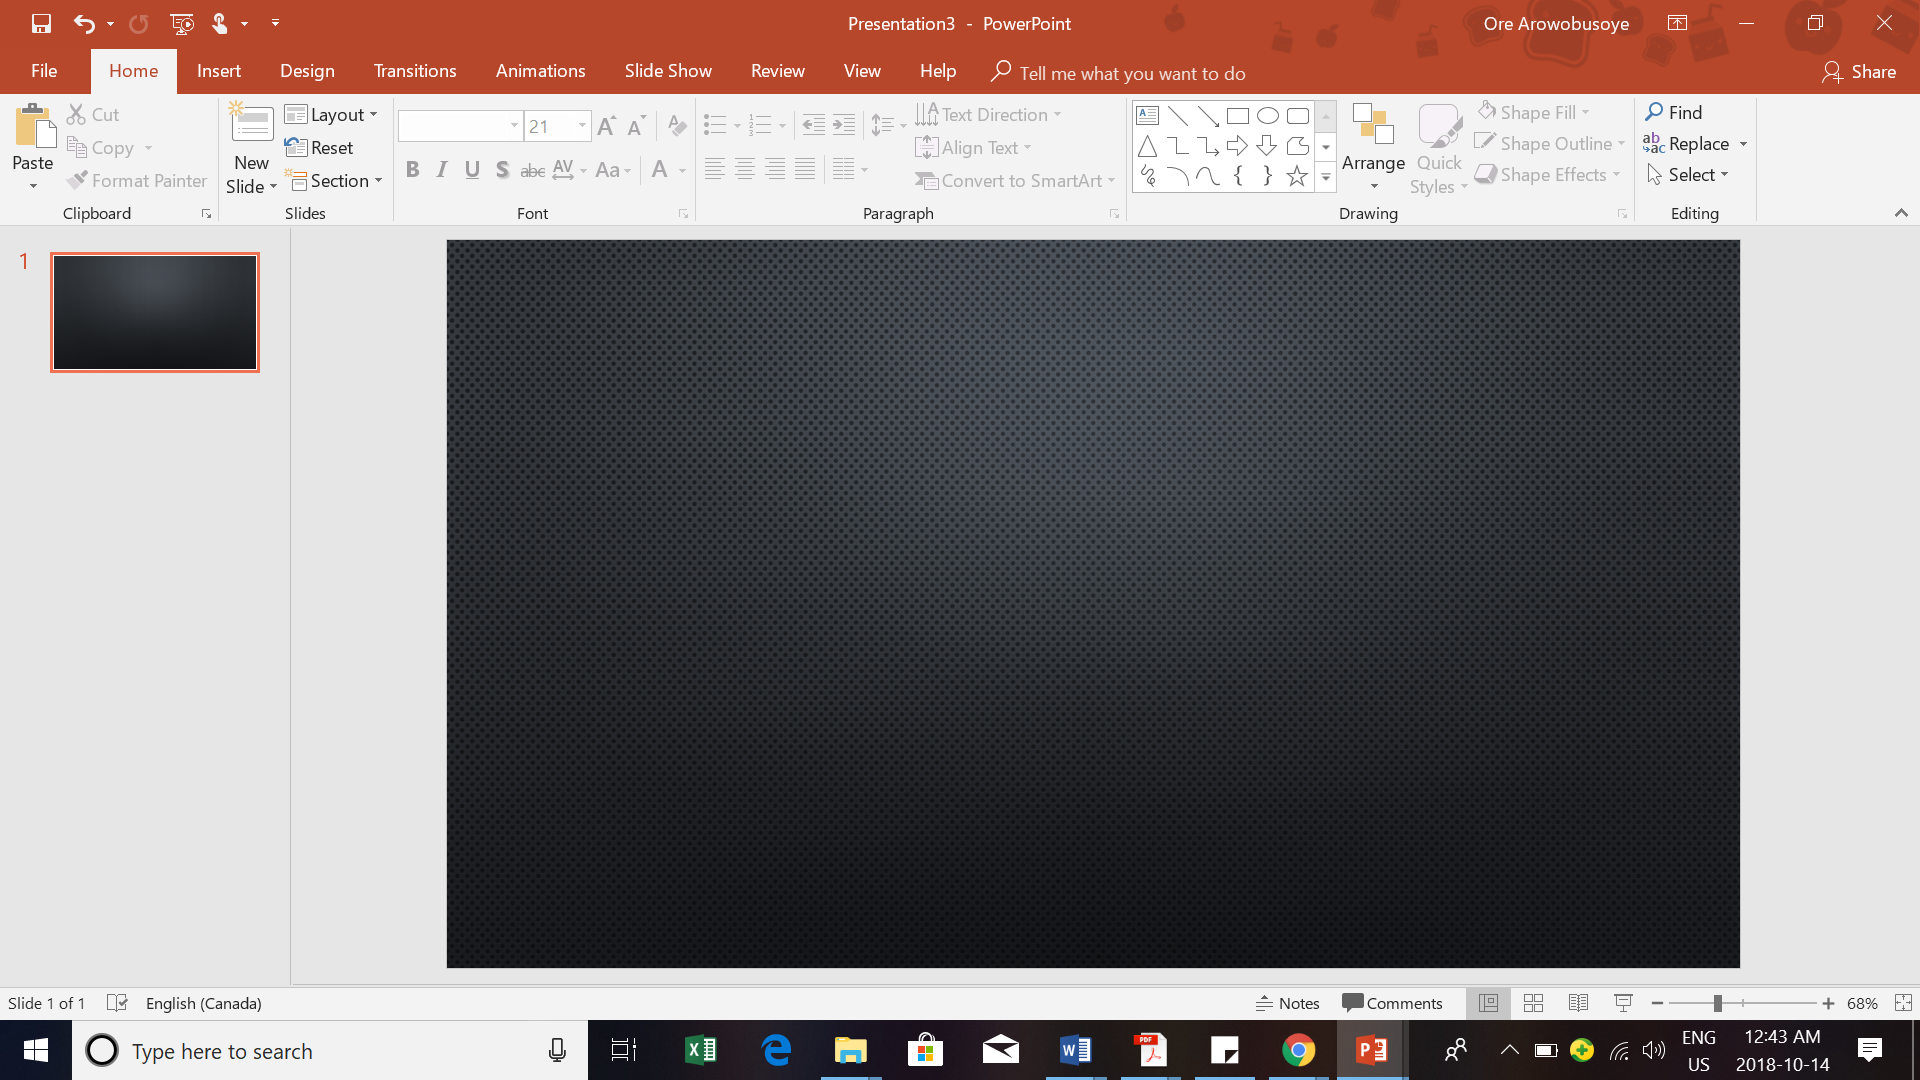 Presentation3 - PowerPoint
Ore Arowobusoye
File Home Insert Design Transitions Animations Slide Show Review View Help Tell me what you want to do Share
Paste
Cut
Copy
Format Painter
Clipboard
New
Slide
Layout
Reset
Section
Slides
21
B I U S abc AV Aa A
Font
Text Direction
Align Text
Convert to SmartArt
Paragraph
Arrange
Quick
Styles
Shape Fill
Shape Outline
Shape Effects
Drawing
Find
Replace
Select
Editing
1
Slide 1 of 1 English (Canada) Notes Comments 68%
Type here to search
ENG
US
12:43 AM
2018-10-14